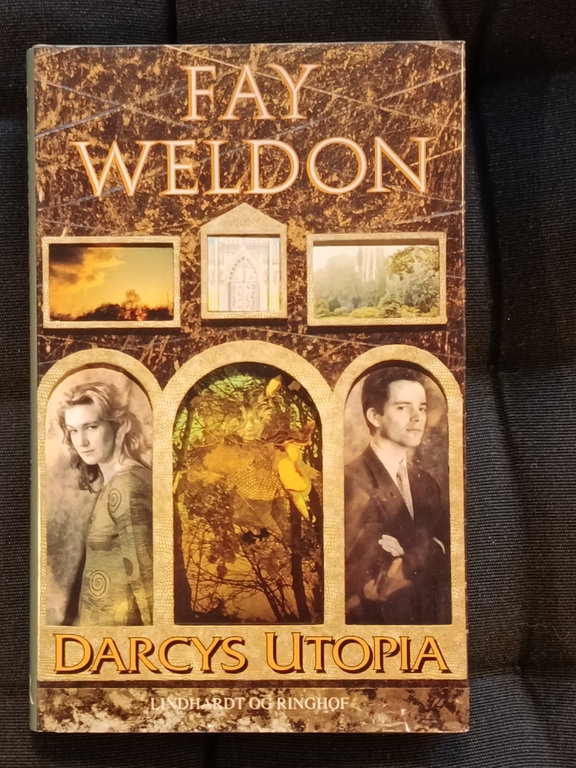 FAY
WELDON
DARCYS UTOPIA
LINDHARDT OG RINGHOF